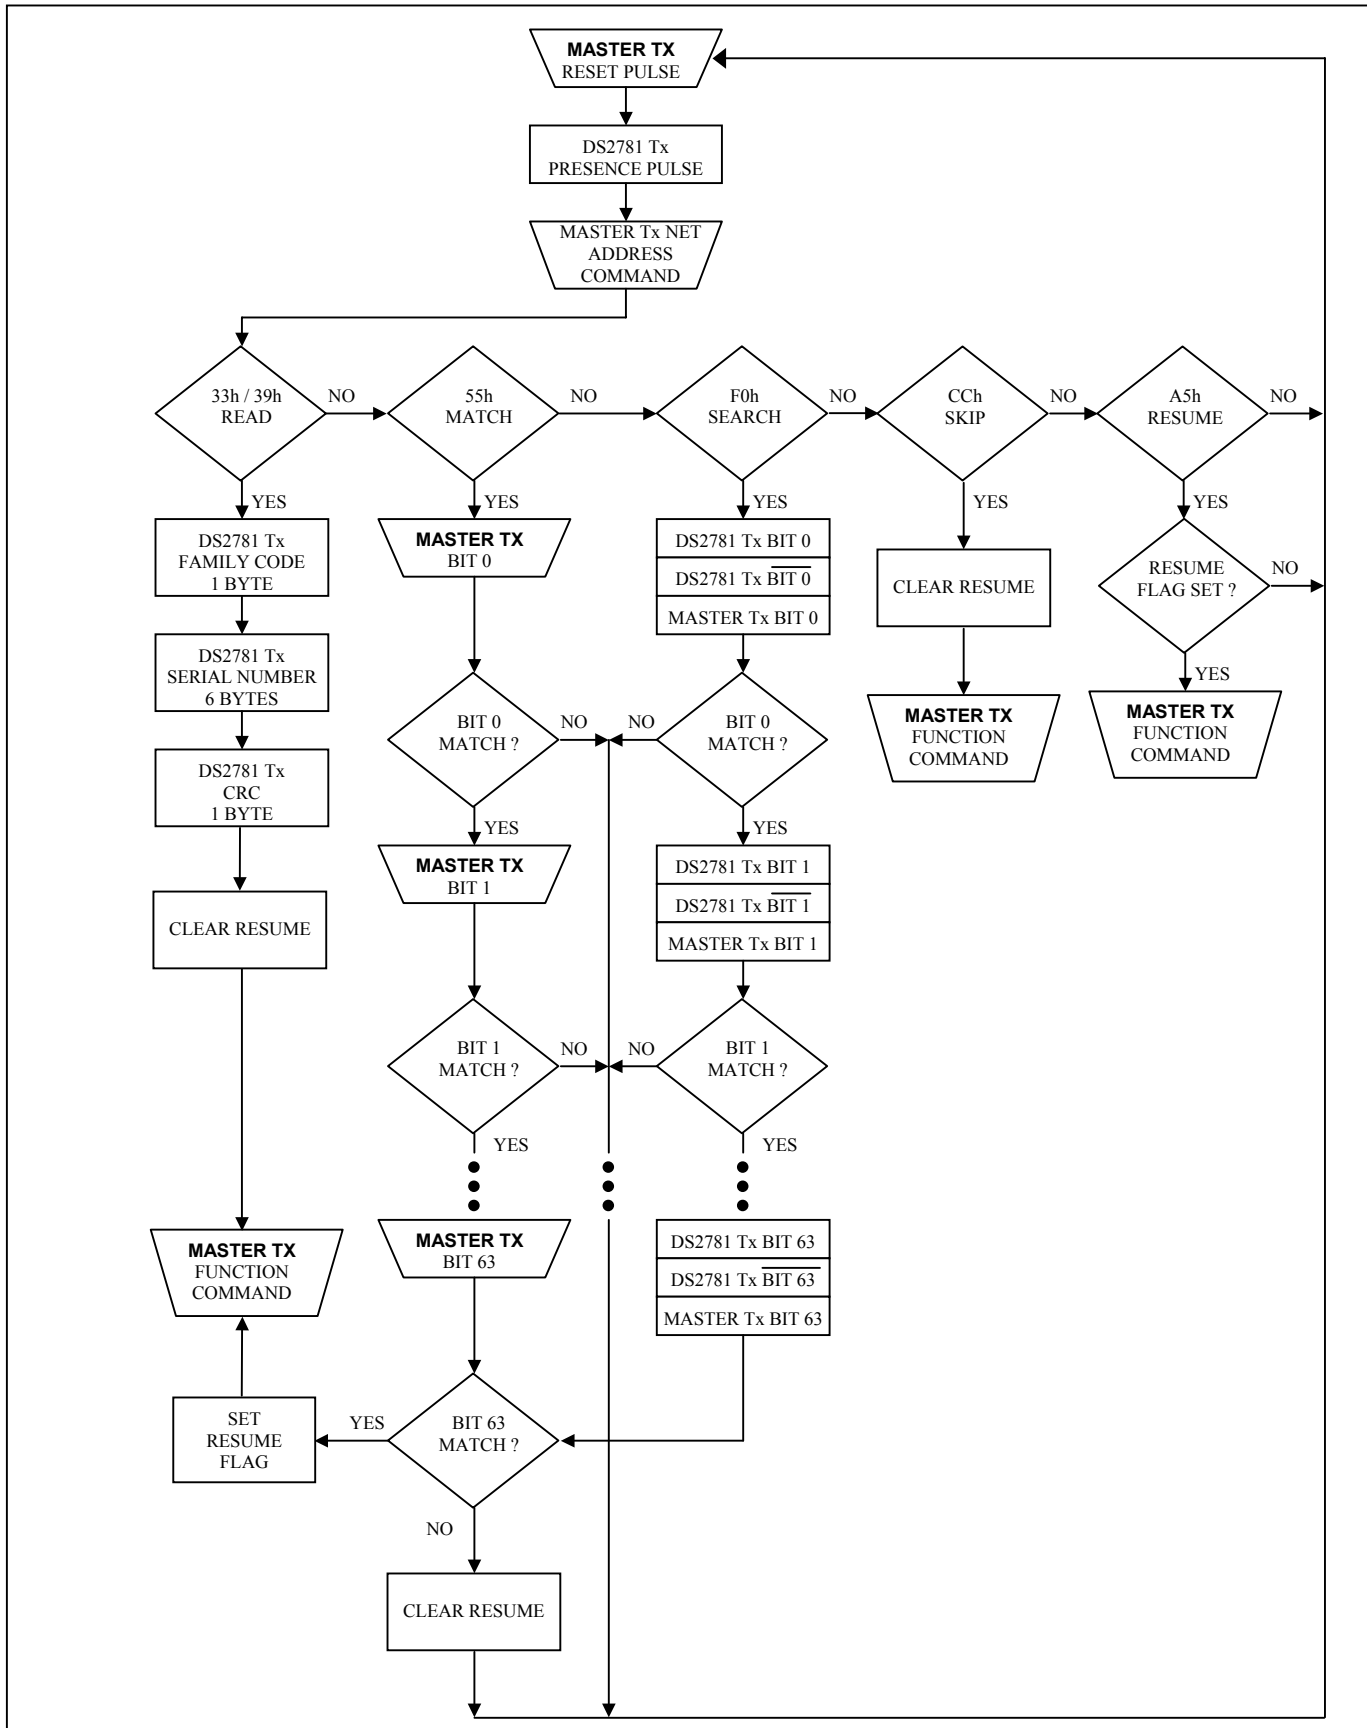 MASTER TX
RESET PULSE
DS2781 Tx
PRESENCE PULSE
MASTER Tx NET
ADDRESS
COMMAND
33h / 39h
READ
NO
55h
MATCH
NO
F0h
SEARCH
NO
CCh
SKIP
NO
A5h
RESUME
NO
YES
YES
YES
YES
YES
DS2781 Tx
FAMILY CODE
1 BYTE
DS2781 Tx
SERIAL NUMBER
6 BYTES
DS2781 Tx
CRC
1 BYTE
CLEAR RESUME
MASTER TX
FUNCTION
COMMAND
SET
RESUME
FLAG
MASTER TX
BIT 0
BIT 0
MATCH ?
NO
YES
MASTER TX
BIT 1
BIT 1
MATCH ?
NO
YES
MASTER TX
BIT 63
BIT 63
MATCH ?
YES
NO
CLEAR RESUME
DS2781 Tx BIT 0
DS2781 Tx BIT 0
MASTER Tx BIT 0
NO
BIT 0
MATCH ?
YES
DS2781 Tx BIT 1
DS2781 Tx BIT 1
MASTER Tx BIT 1
NO
BIT 1
MATCH ?
YES
DS2781 Tx BIT 63
DS2781 Tx BIT 63
MASTER Tx BIT 63
CLEAR RESUME
MASTER TX
FUNCTION
COMMAND
RESUME
FLAG SET ?
NO
YES
MASTER TX
FUNCTION
COMMAND